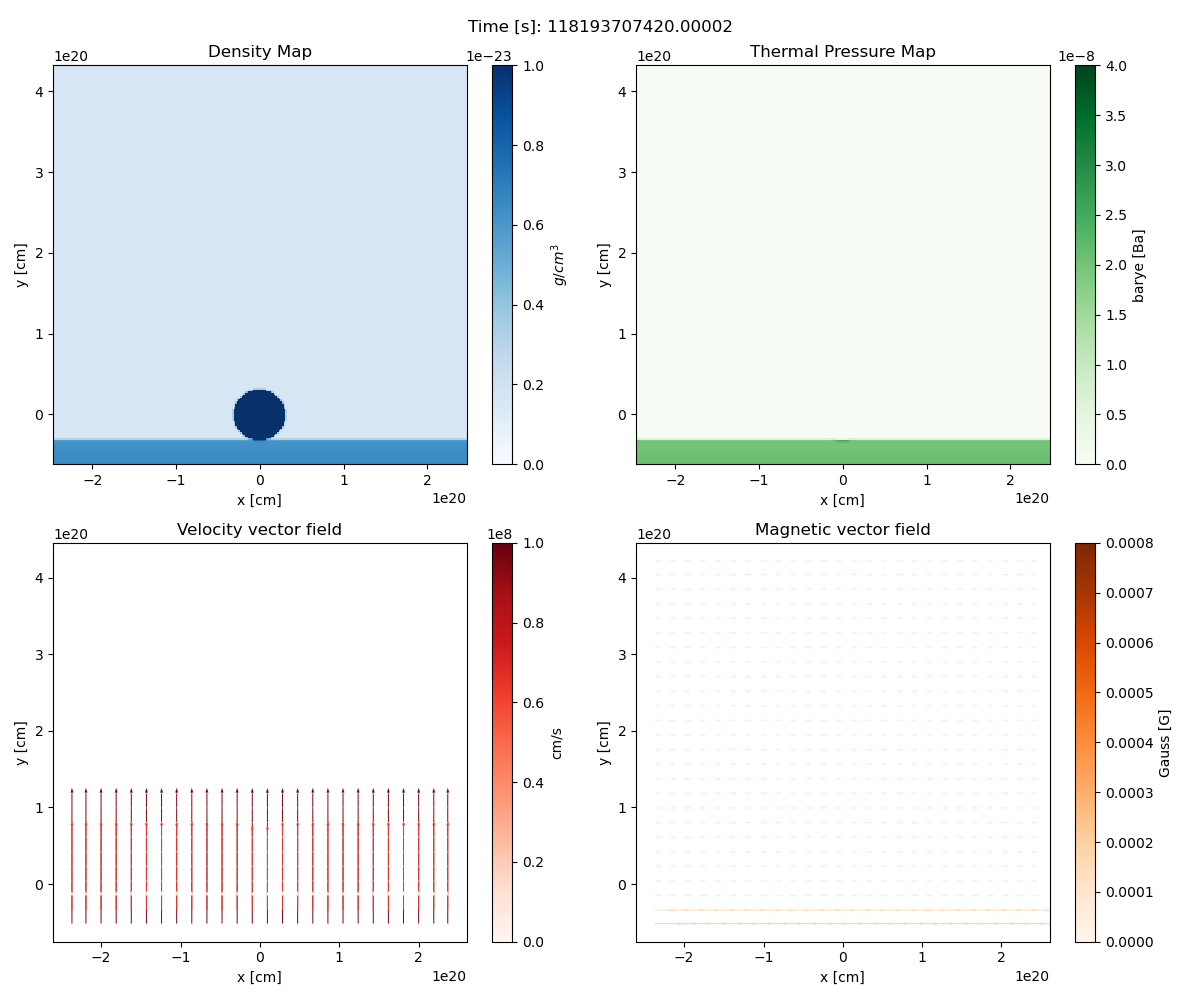 Time [s]: 118193707420.00002
Density Map
1e20
1e−23
4
3
2
1
0
y [cm]
−2
−1
0
1
2
x [cm]
1e20
1.0
0.8
0.6
0.4
0.2
0.0
g/cm³
Thermal Pressure Map
1e20
1e−8
4
3
2
1
0
y [cm]
−2
−1
0
1
2
x [cm]
1e20
4.0
3.5
3.0
2.5
2.0
1.5
1.0
0.5
0.0
barye [Ba]
Velocity vector field
1e20
1e8
4
3
2
1
0
y [cm]
−2
−1
0
1
2
x [cm]
1e20
1.0
0.8
0.6
0.4
0.2
0.0
cm/s
Magnetic vector field
1e20
4
3
2
1
0
y [cm]
−2
−1
0
1
2
x [cm]
1e20
0.0008
0.0007
0.0006
0.0005
0.0004
0.0003
0.0002
0.0001
0.0000
Gauss [G]